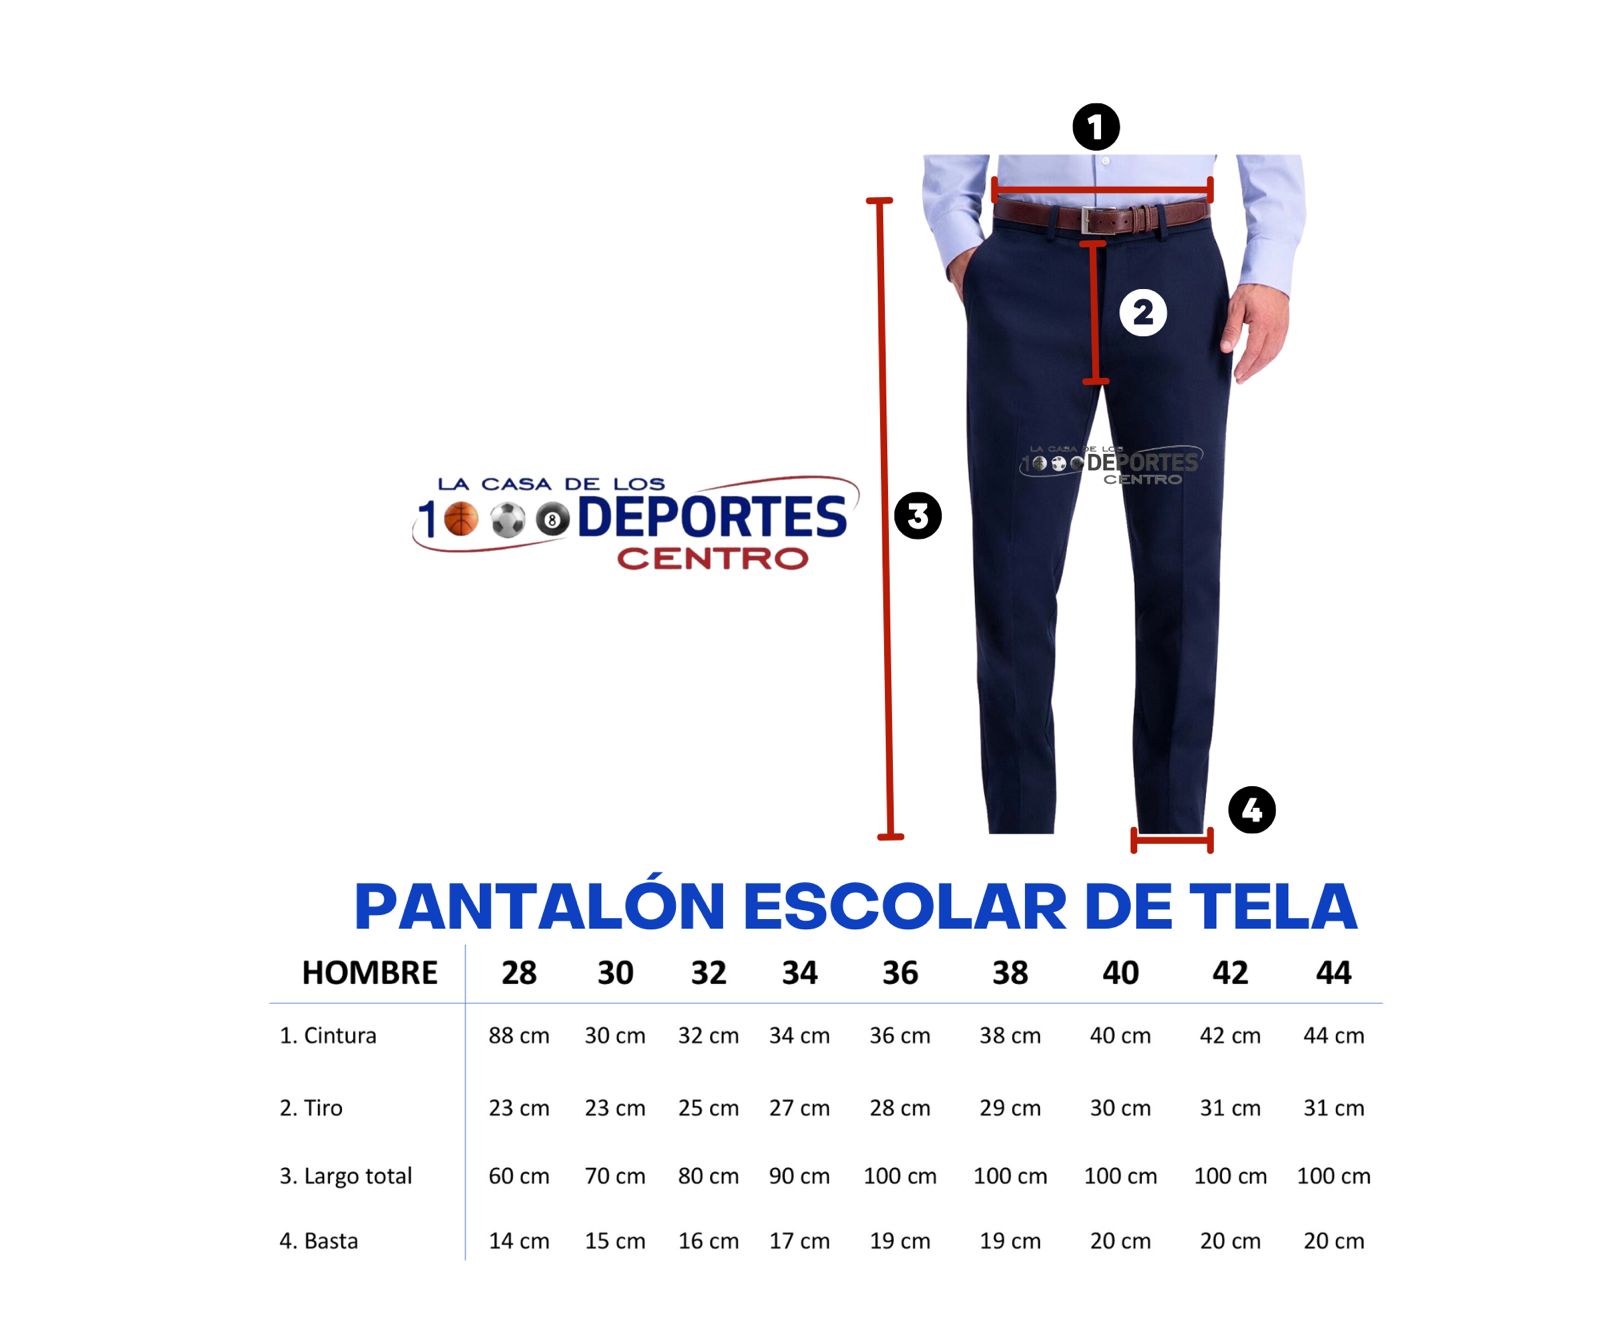 1
2
3
4
LA CASA DE LOS
1000 DEPORTES
CENTRO
8
LA CASA DE LOS
1000 DEPORTES
CENTRO
PANTALÓN ESCOLAR DE TELA
HOMBRE 28 30 32 34 36 38 40 42 44
1. Cintura 88 cm 30 cm 32 cm 34 cm 36 cm 38 cm 40 cm 42 cm 44 cm
2. Tiro 23 cm 23 cm 25 cm 27 cm 28 cm 29 cm 30 cm 31 cm 31 cm
3. Largo total 60 cm 70 cm 80 cm 90 cm 100 cm 100 cm 100 cm 100 cm 100 cm
4. Basta 14 cm 15 cm 16 cm 17 cm 19 cm 19 cm 20 cm 20 cm 20 cm